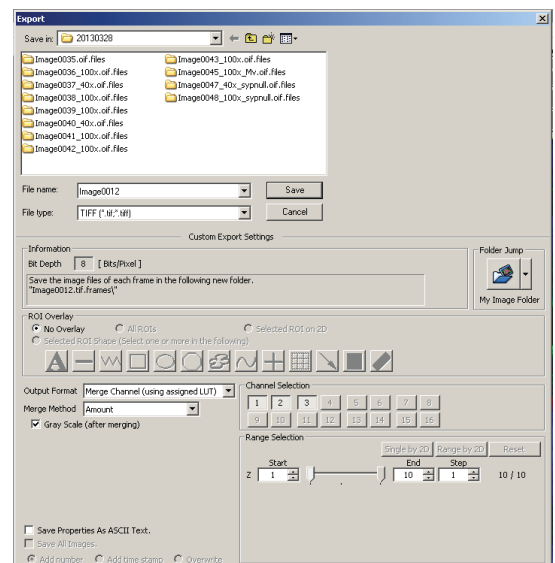 Export
Save in: 20130328
Image0035.oif.files
Image0036_100x.oif.files
Image0037_40x.oif.files
Image0038_100x.oif.files
Image0039_100x.oif.files
Image0040_40x.oif.files
Image0041_100x.oif.files
Image0042_100x.oif.files
Image0043_100x.oif.files
Image0045_100x_Mv.oif.files
Image0047_40x_sypnull.oif.files
Image0048_100x_sypnull.oif.files
File name: Image0012 Save
File type: TIFF (*.tif;*.tiff) Cancel
Custom Export Settings
Information
Bit Depth 8 [ Bits/Pixel ]
Save the image files of each frame in the following new folder.
"Image0012.tif.frames\"
Folder Jump
My Image Folder
ROI Overlay
No Overlay All ROIs Selected ROI on 2D
Selected ROI Shape (Select one or more in the following)
A
Output Format Merge Channel (using assigned LUT)
Merge Method Amount
Gray Scale (after merging)
Channel Selection
1 2 3 4 5 6 7 8
9 10 11 12 13 14 15 16
Range Selection
Single by 2D Range by 2D Reset
Start End Step
Z 1 10 1 10 / 10
Save Properties As ASCII Text.
Save All Images.
Add number Add time stamp Overwrite